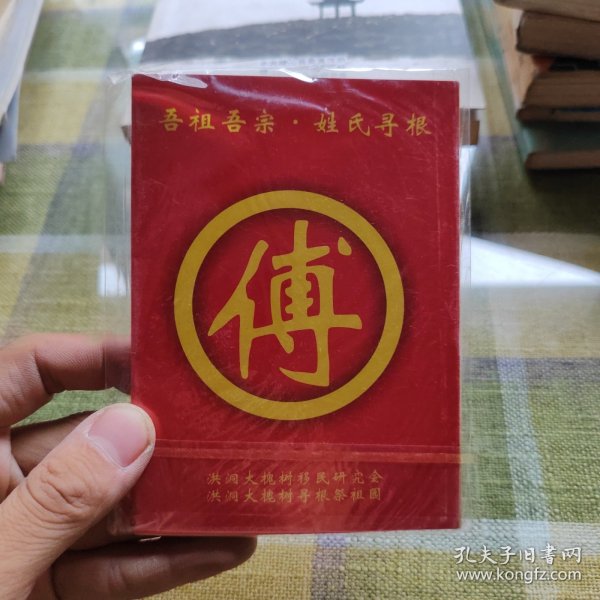 吾祖吾宗·姓氏寻根
傅
洪洞大槐树移民研究会
洪洞大槐树寻根祭祖园
孔夫子旧书网
www.kongfz.com